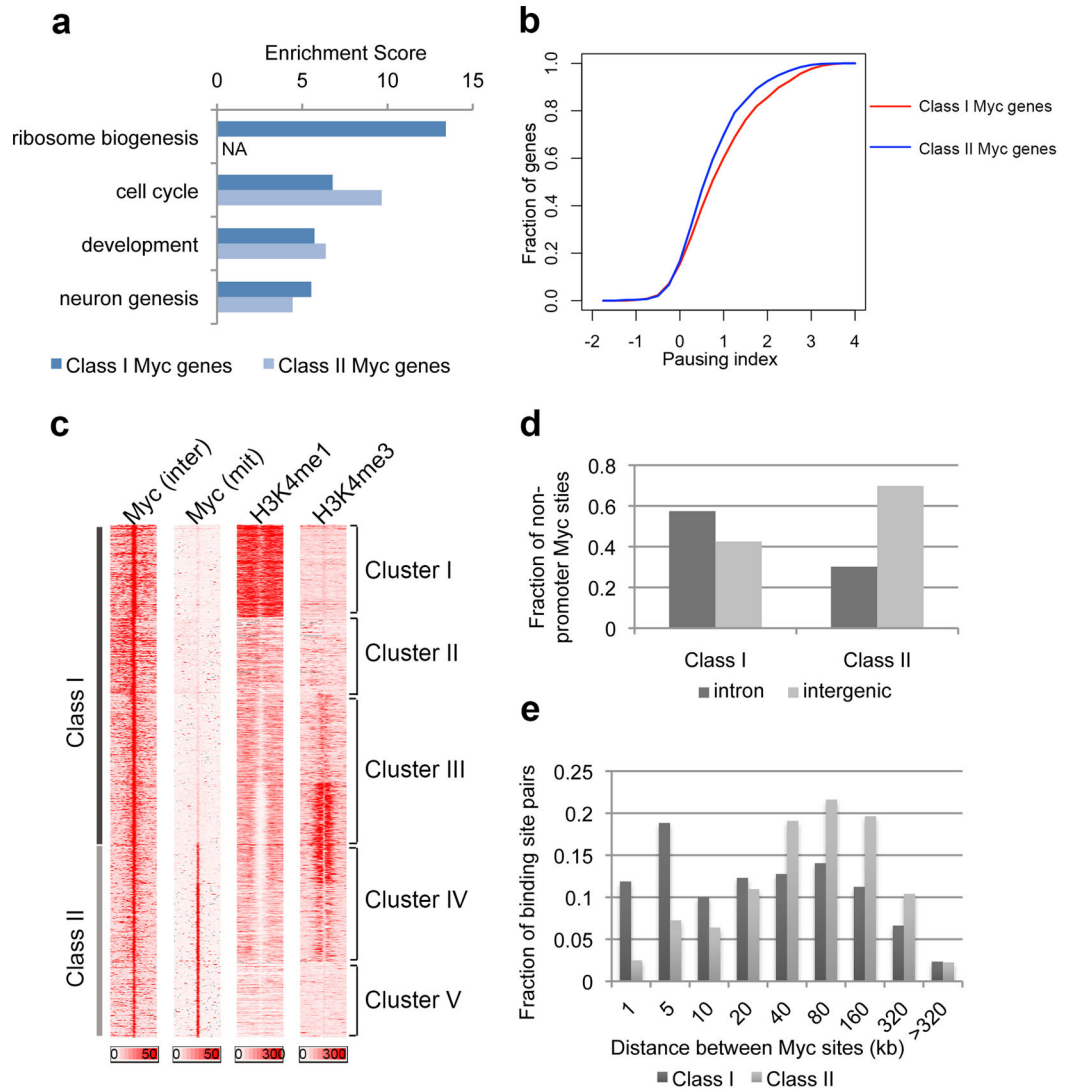 a
Enrichment Score
0 5 10 15
ribosome biogenesis
NA
cell cycle
development
neuron genesis
Class I Myc genes Class II Myc genes
b
Fraction of genes
0.0 0.2 0.4 0.6 0.8 1.0
-2 -1 0 1 2 3 4
Pausing index
Class I Myc genes
Class II Myc genes
c
Myc (inter) Myc (mit) H3K4me1 H3K4me3
Class I
Class II
Cluster I
Cluster II
Cluster III
Cluster IV
Cluster V
0 50 0 50 0 300 0 300
d
Fraction of non-
promoter Myc sties
0.8
0.6
0.4
0.2
0
Class I Class II
intron intergenic
e
Fraction of binding site pairs
0.25
0.2
0.15
0.1
0.05
0
1 5 10 20 40 80 160 320 >320
Distance between Myc sites (kb)
Class I Class II